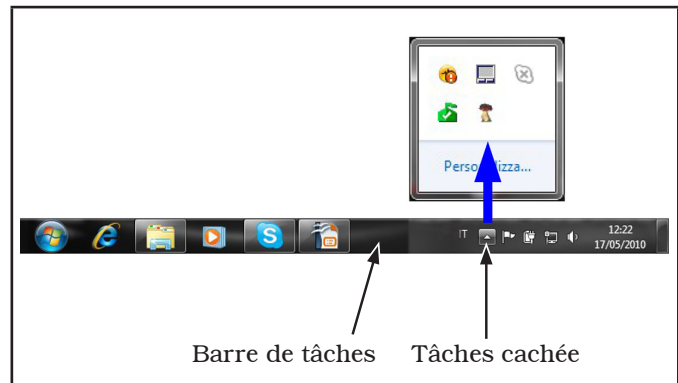 Personalizza...
IT
12:22
17/05/2010
Barre de tâches
Tâches cachée